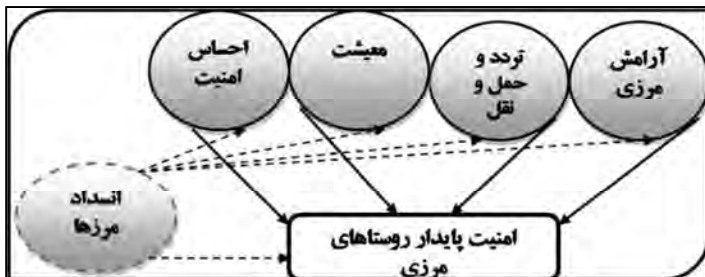 آرامش
مرزی
تردد و
حمل و
نقل
معیشت
احساس
امنیت
انسداد
مرزها
امنیت پایدار روستاهای
مرزی